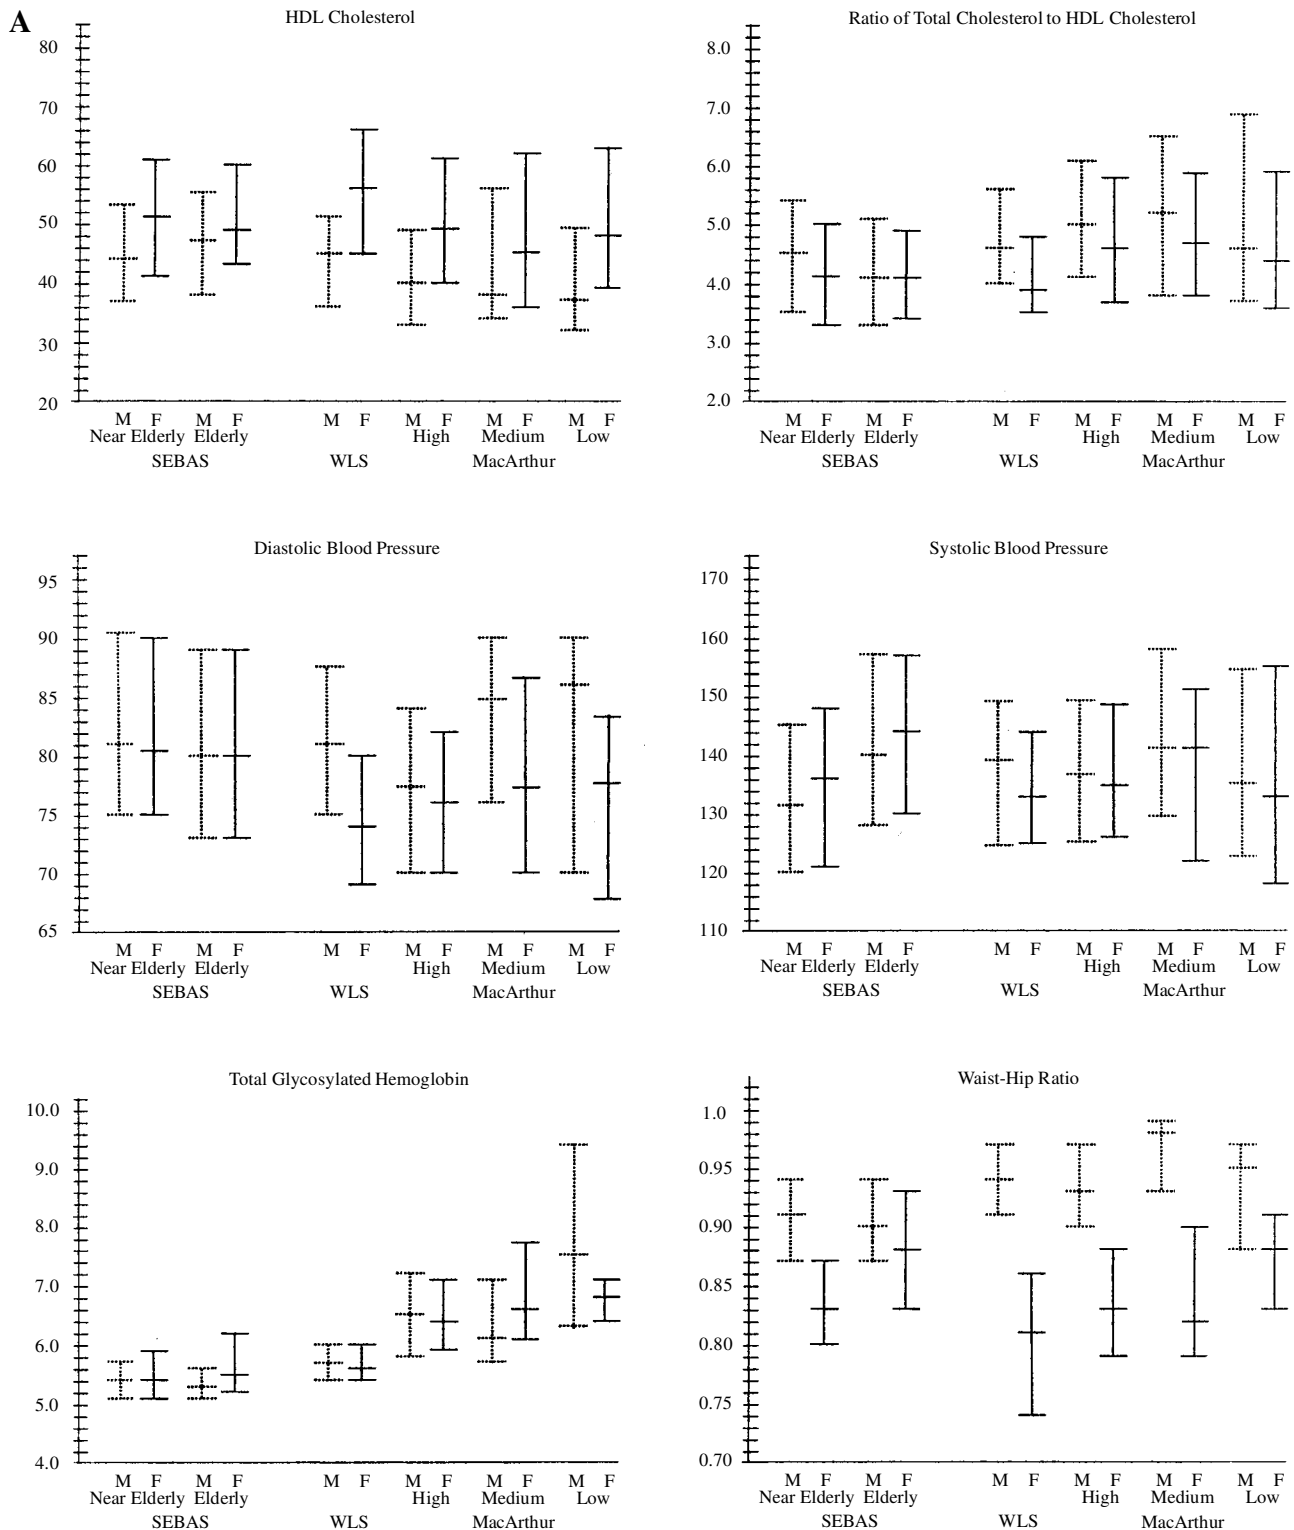 A
HDL Cholesterol
80
70
60
50
40
30
20
M F M F M F M F M F M F
Near Elderly Elderly High Medium Low
SEBAS WLS MacArthur
Ratio of Total Cholesterol to HDL Cholesterol
8.0
7.0
6.0
5.0
4.0
3.0
2.0
M F M F M F M F M F M F
Near Elderly Elderly High Medium Low
SEBAS WLS MacArthur
Diastolic Blood Pressure
95
90
85
80
75
70
65
M F M F M F M F M F M F
Near Elderly Elderly High Medium Low
SEBAS WLS MacArthur
Systolic Blood Pressure
170
160
150
140
130
120
110
M F M F M F M F M F M F
Near Elderly Elderly High Medium Low
SEBAS WLS MacArthur
Total Glycosylated Hemoglobin
10.0
9.0
8.0
7.0
6.0
5.0
4.0
M F M F M F M F M F M F
Near Elderly Elderly High Medium Low
SEBAS WLS MacArthur
Waist-Hip Ratio
1.0
0.95
0.90
0.85
0.80
0.75
0.70
M F M F M F M F M F M F
Near Elderly Elderly High Medium Low
SEBAS WLS MacArthur